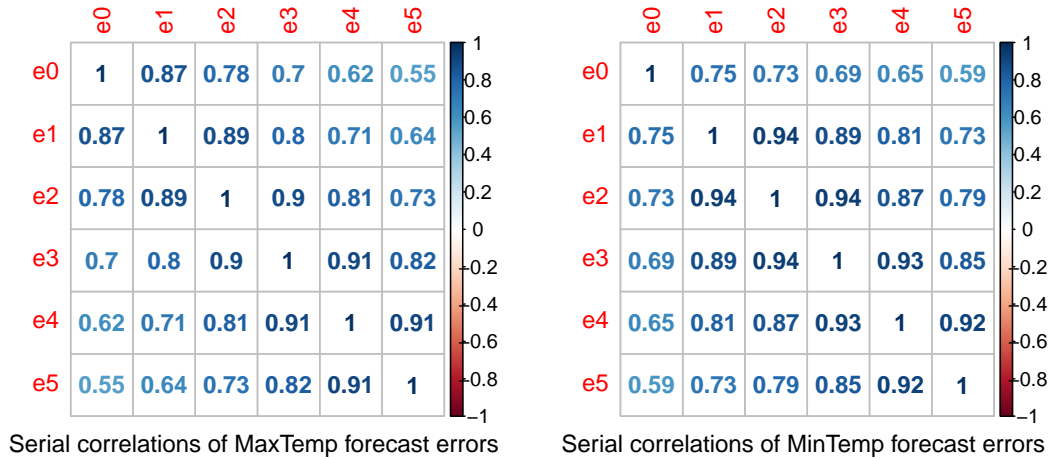 e0 e1 e2 e3 e4 e5
e0 1 0.87 0.78 0.7 0.62 0.55
e1 0.87 1 0.89 0.8 0.71 0.64
e2 0.78 0.89 1 0.9 0.81 0.73
e3 0.7 0.8 0.9 1 0.91 0.82
e4 0.62 0.71 0.81 0.91 1 0.91
e5 0.55 0.64 0.73 0.82 0.91 1
1
0.8
0.6
0.4
0.2
0
-0.2
-0.4
-0.6
-0.8
−1
Serial correlations of MaxTemp forecast errors
e0 e1 e2 e3 e4 e5
e0 1 0.75 0.73 0.69 0.65 0.59
e1 0.75 1 0.94 0.89 0.81 0.73
e2 0.73 0.94 1 0.94 0.87 0.79
e3 0.69 0.89 0.94 1 0.93 0.85
e4 0.65 0.81 0.87 0.93 1 0.92
e5 0.59 0.73 0.79 0.85 0.92 1
1
0.8
0.6
0.4
0.2
0
-0.2
-0.4
-0.6
-0.8
−1
Serial correlations of MinTemp forecast errors